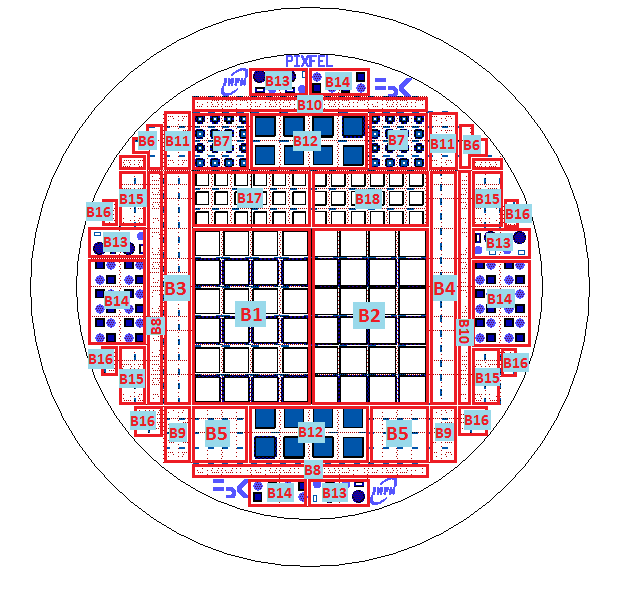 PIXFEL
INFN B13 B14 FBK
B10
B6 B11 B7 B12 B7 B11 B6
B15 B17 B18 B15
B16 B16
B13 B13
B3 B4
B14 B14
B1 B2
B8 B10
B16 B16
B15 B15
B16 B9 B5 B12 B5 B9 B16
B8
FBK B14 B13 INFN